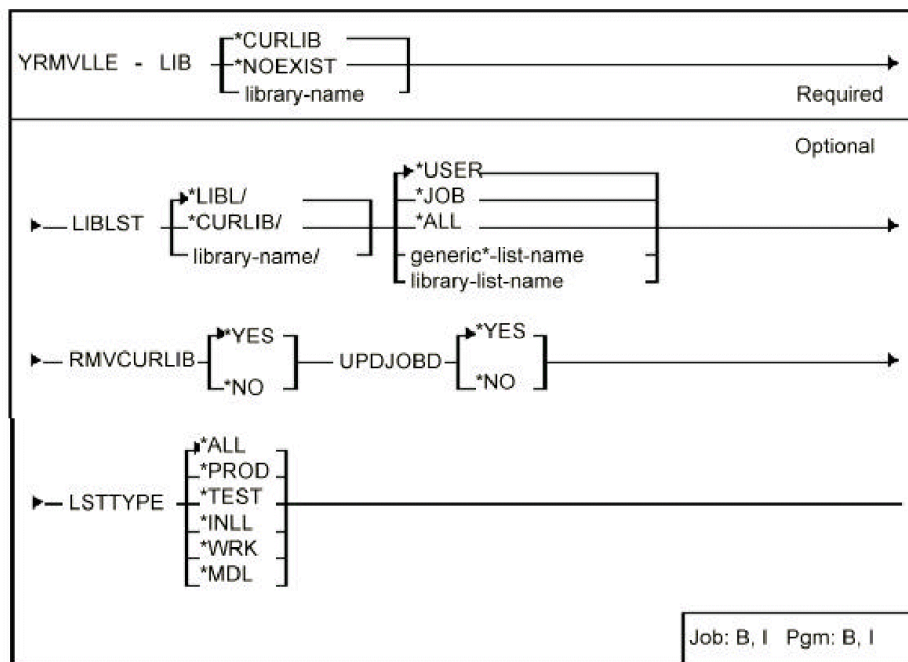 *CURLIB
YRMVLLE - LIB *NOEXIST
library-name
Required
Optional
*USER
*LIBL/ *JOB
LIBLST *CURLIB/ *ALL
library-name/ generic*-list-name
library-list-name
*YES *YES
RMVCURLIB UPDJOBD
*NO *NO
*ALL
*PROD
LSTTYPE *TEST
*INLL
*WRK
*MDL
Job: B, I Pgm: B, I